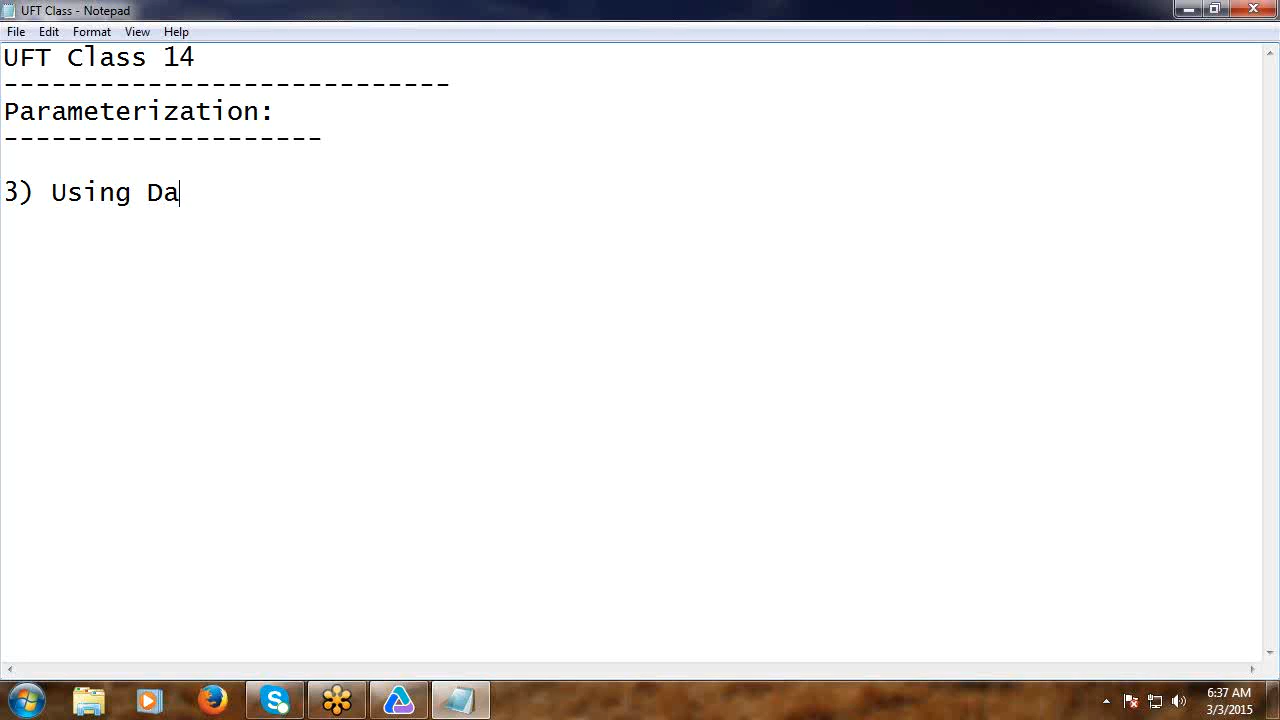 UFT Class - Notepad
File Edit Format View Help
UFT Class 14
----------------------------
Parameterization:
--------------------
3) Using Da
6:37 AM
3/3/2015